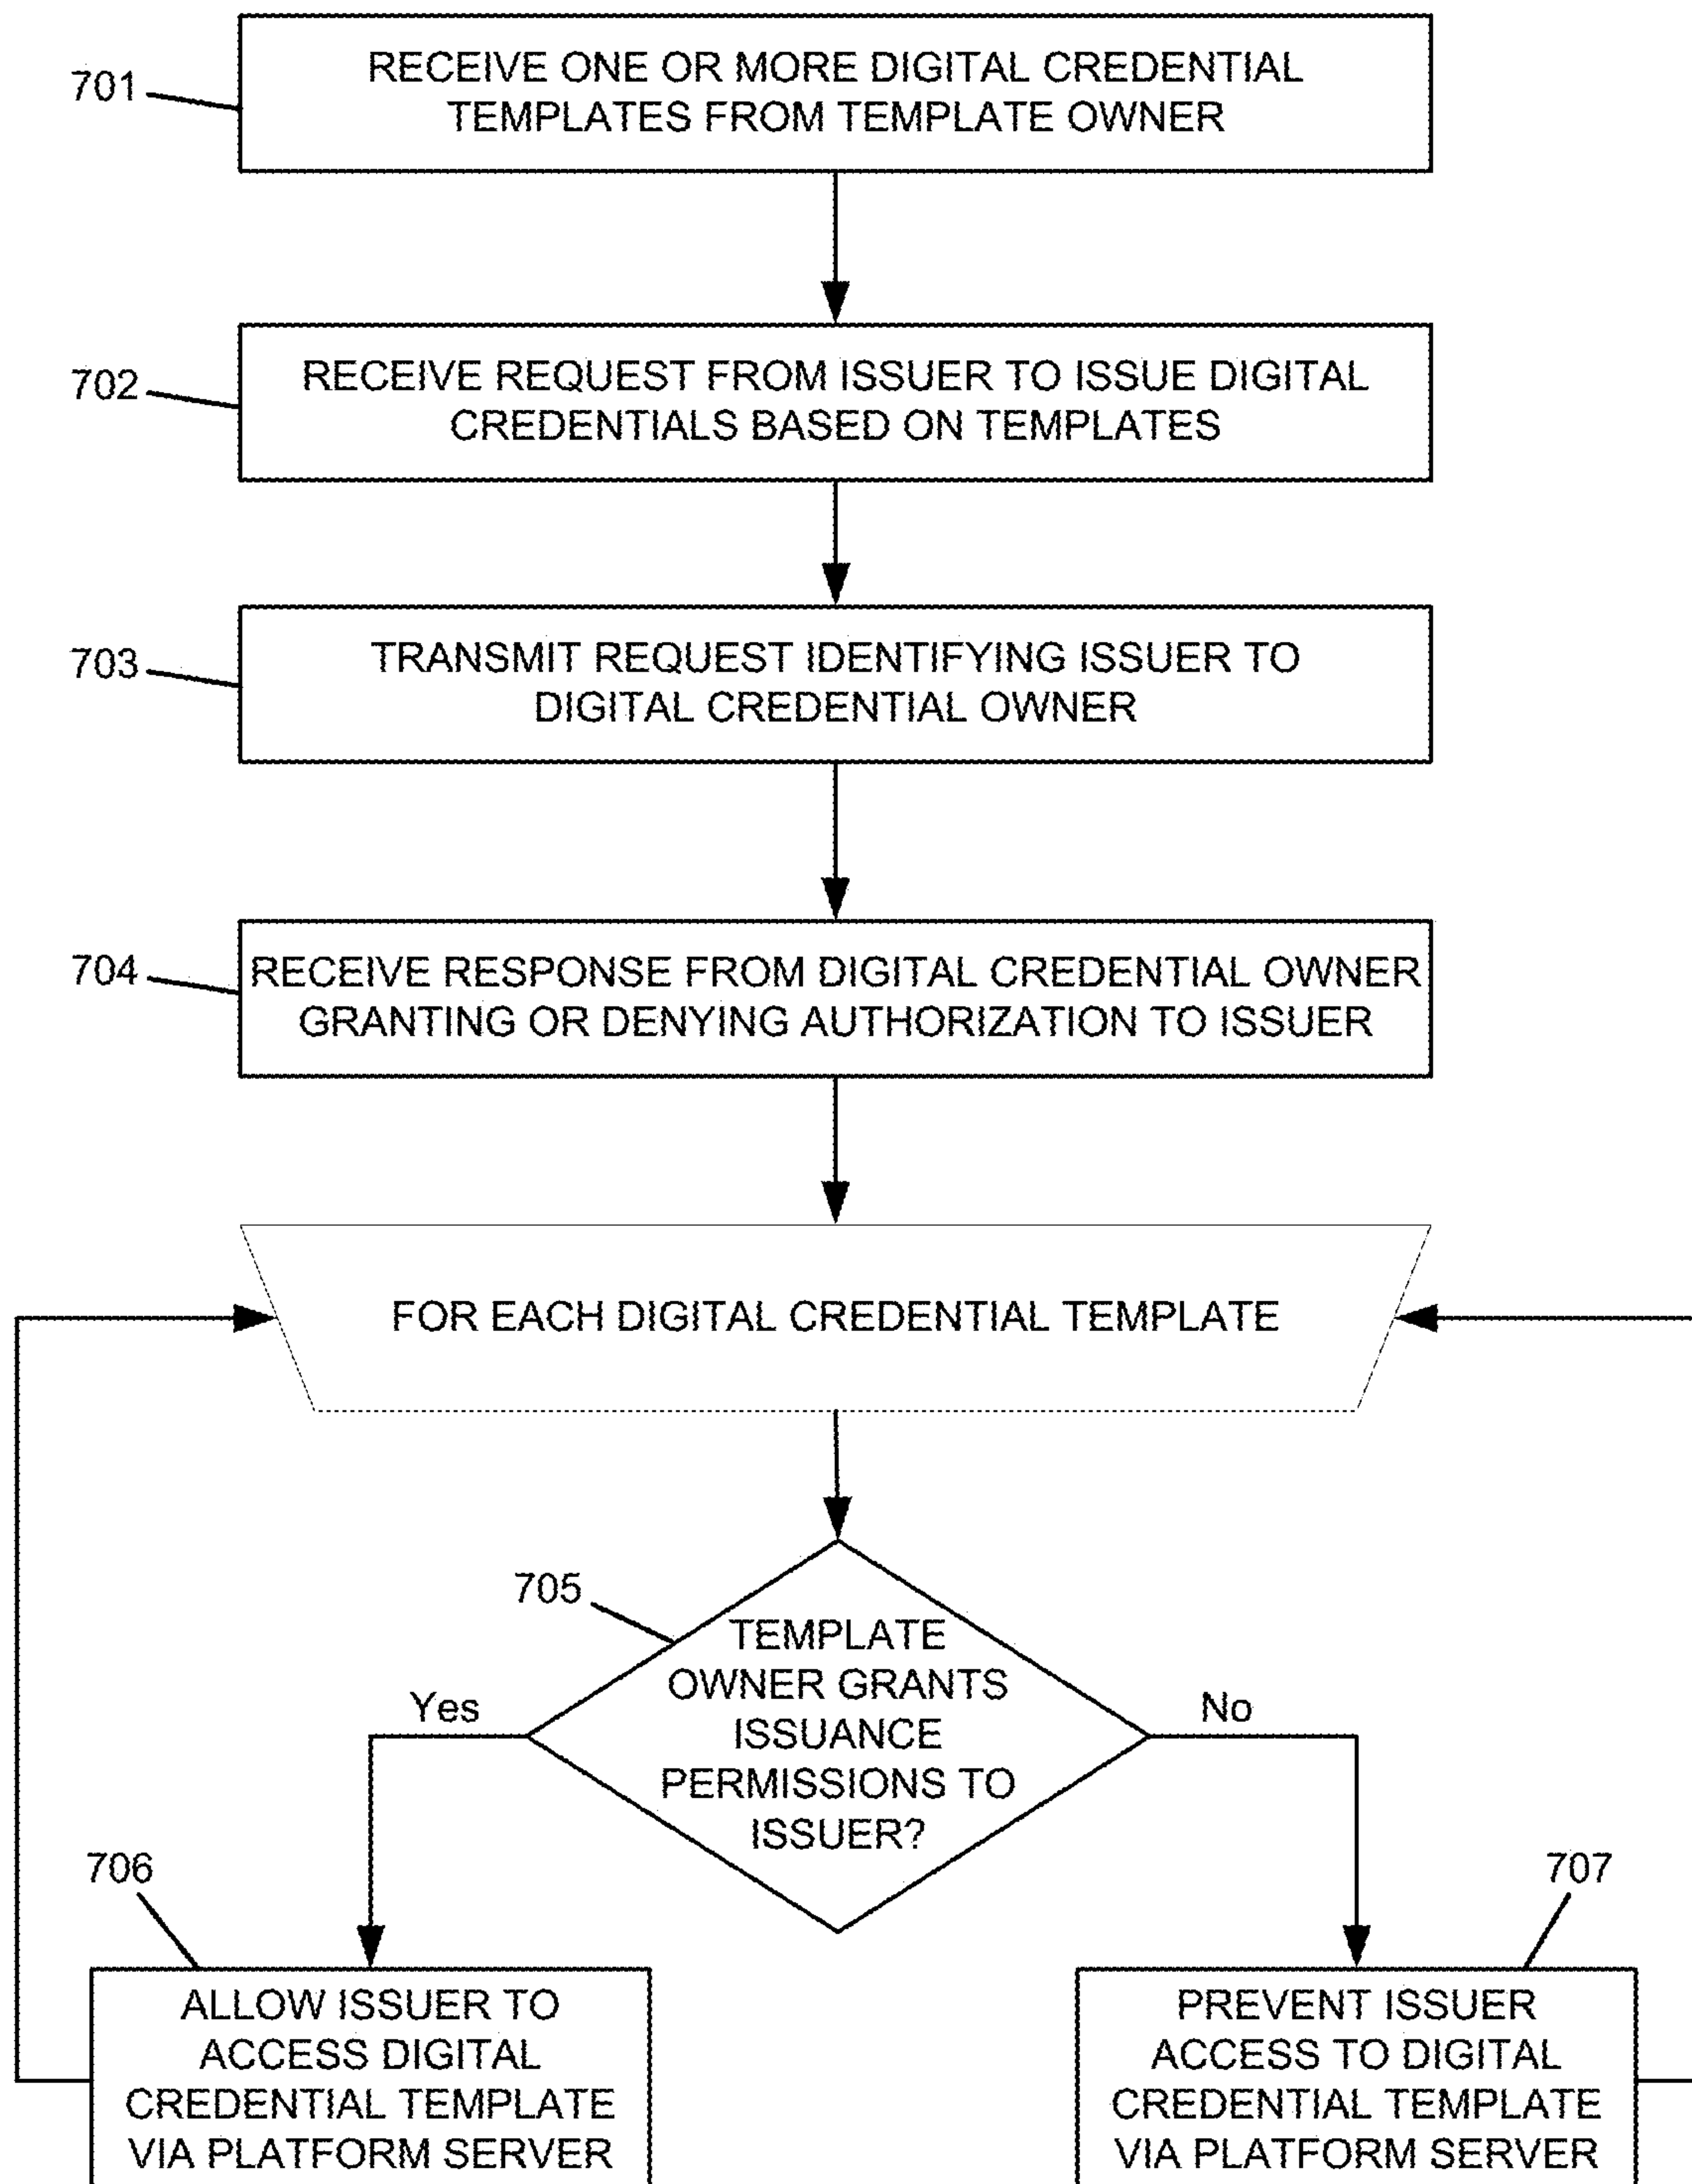 701
RECEIVE ONE OR MORE DIGITAL CREDENTIAL
TEMPLATES FROM TEMPLATE OWNER
702
RECEIVE REQUEST FROM ISSUER TO ISSUE DIGITAL
CREDENTIALS BASED ON TEMPLATES
703
TRANSMIT REQUEST IDENTIFYING ISSUER TO
DIGITAL CREDENTIAL OWNER
704
RECEIVE RESPONSE FROM DIGITAL CREDENTIAL OWNER
GRANTING OR DENYING AUTHORIZATION TO ISSUER
FOR EACH DIGITAL CREDENTIAL TEMPLATE
705
TEMPLATE
OWNER GRANTS
ISSUANCE
PERMISSIONS TO
ISSUER?
Yes
No
706
ALLOW ISSUER TO
ACCESS DIGITAL
CREDENTIAL TEMPLATE
VIA PLATFORM SERVER
707
PREVENT ISSUER
ACCESS TO DIGITAL
CREDENTIAL TEMPLATE
VIA PLATFORM SERVER